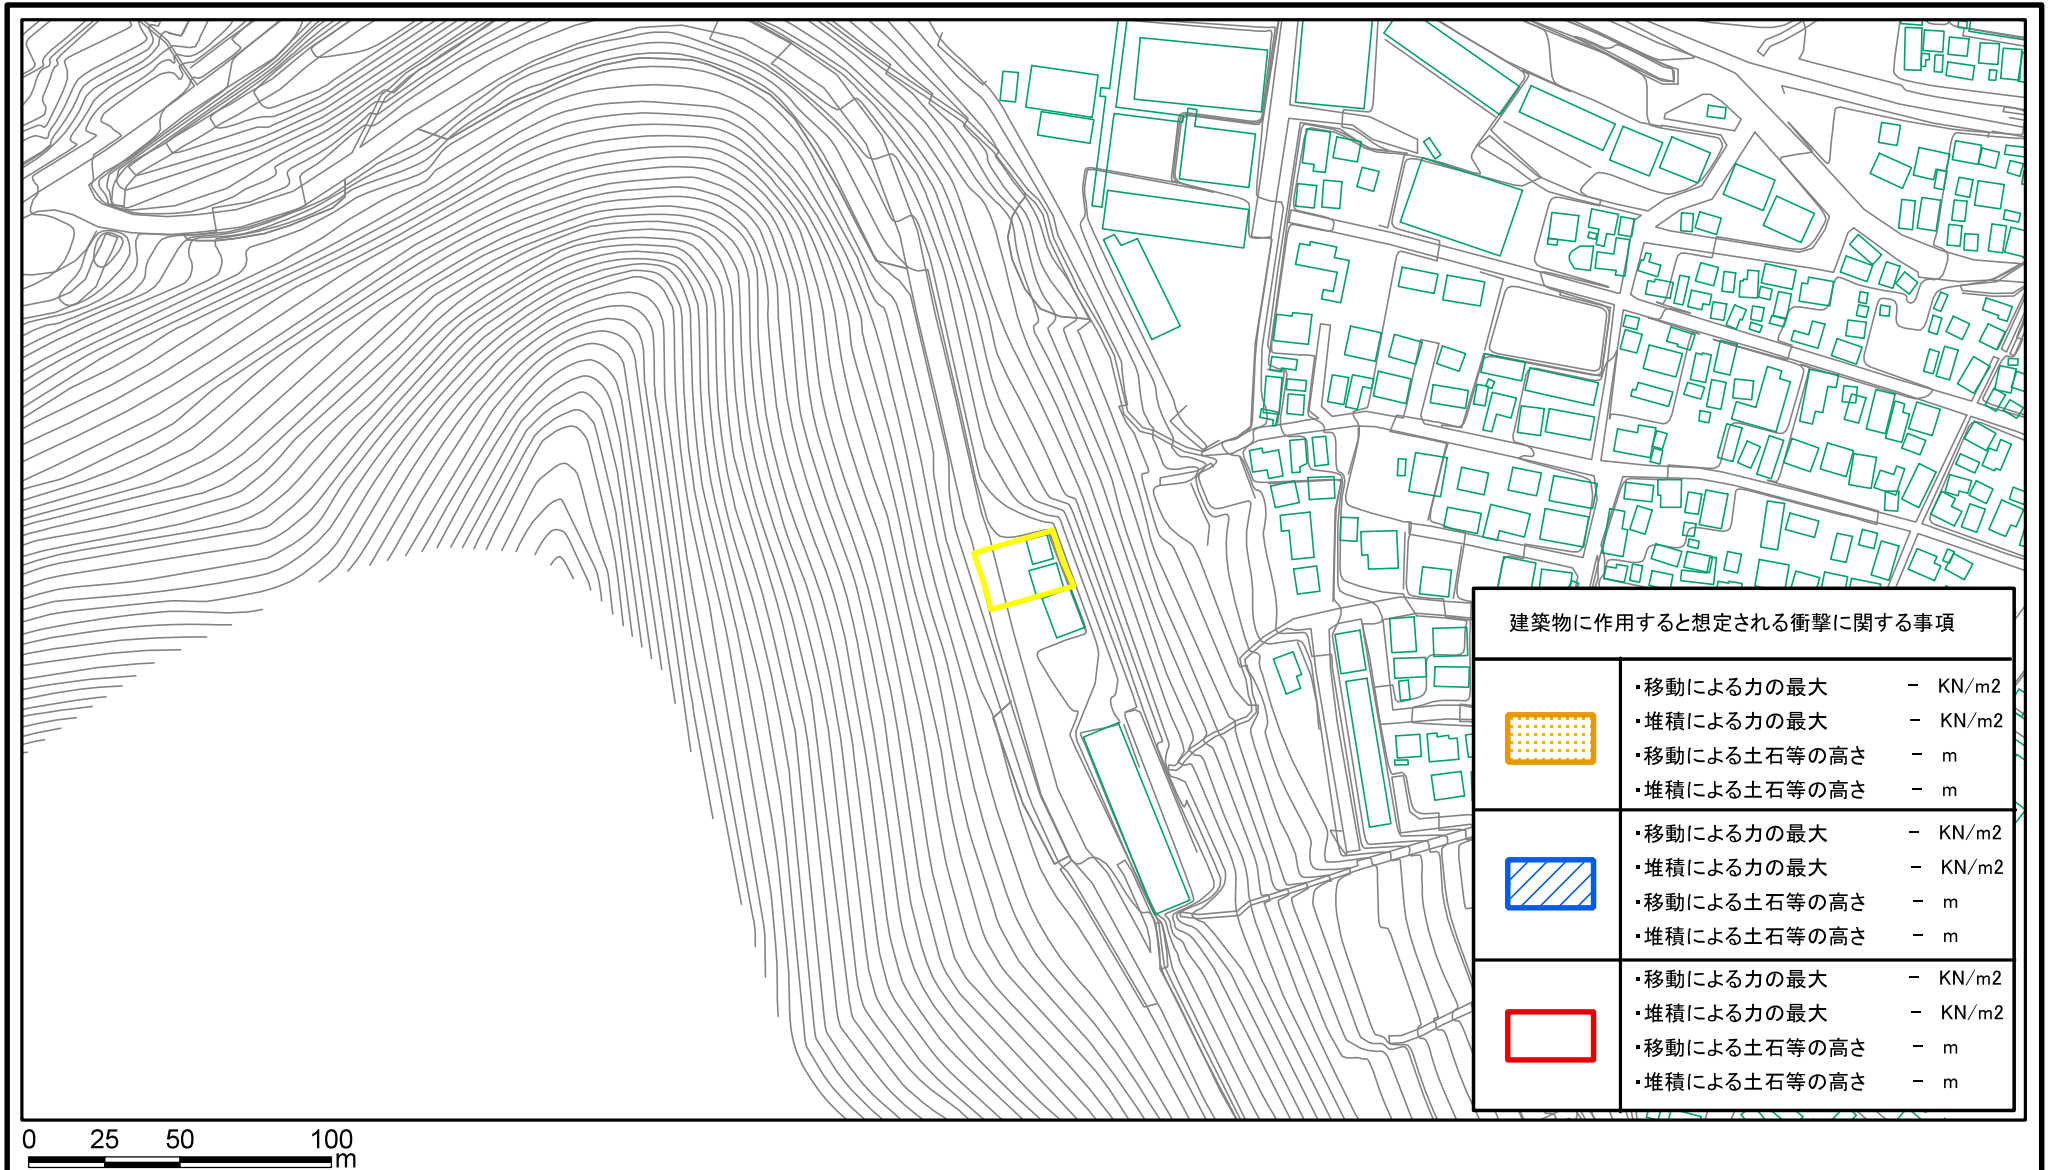 建築物に作用すると想定される衝撃に関する事項
・移動による力の最大 － KN/m2
・堆積による力の最大 － KN/m2
・移動による土石等の高さ － m
・堆積による土石等の高さ － m
・移動による力の最大 － KN/m2
・堆積による力の最大 － KN/m2
・移動による土石等の高さ － m
・堆積による土石等の高さ － m
・移動による力の最大 － KN/m2
・堆積による力の最大 － KN/m2
・移動による土石等の高さ － m
・堆積による土石等の高さ － m
0 25 50 100
m